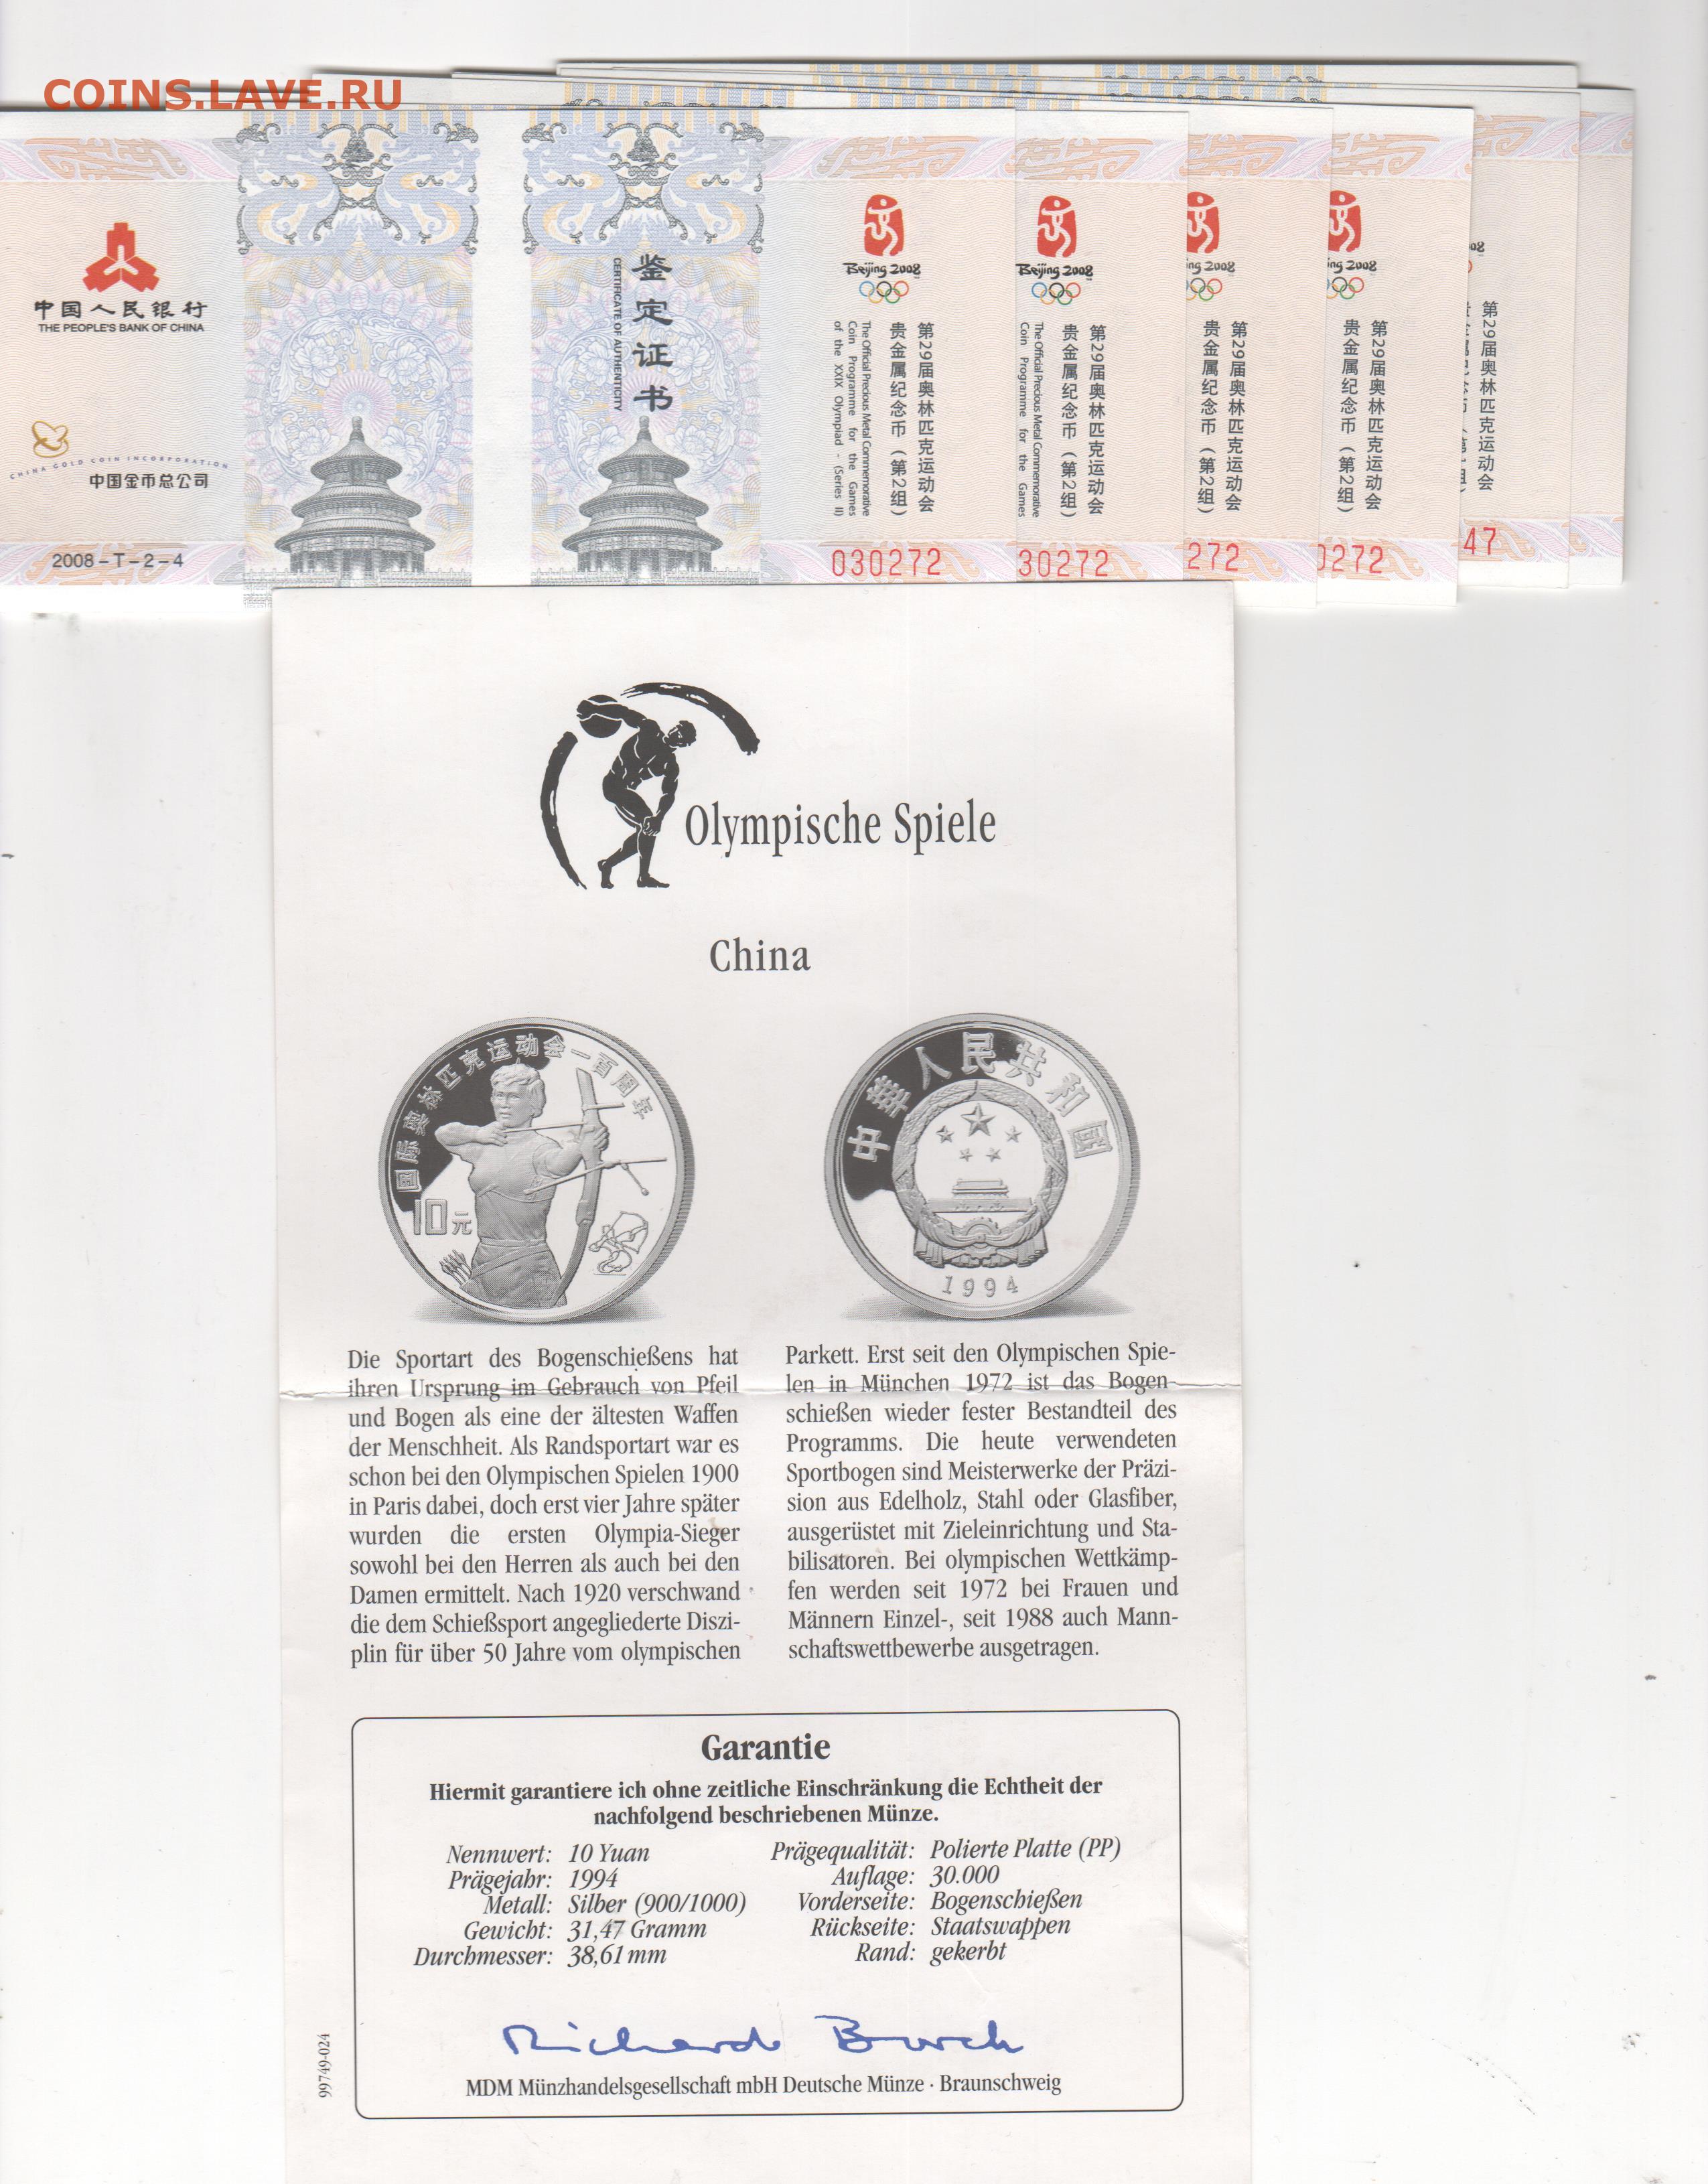 COINS.LAVE.RU
中国人民银行
THE PEOPLE'S BANK OF CHINA
CHINA GOLD COIN INCORPORATION
中国金币总公司
2008-T-2-4
鉴定证书
CERTIFICATE OF AUTHENTICITY
Beijing 2008
第29届奥林匹克运动会
贵金属纪念币（第2组）
The Official Precious Metal Commemorative
Coin Programme for the Games
of the XXIX Olympiad - (Series II)
030272
Beijing 2008
第29届奥林匹克运动会
贵金属纪念币（第2组）
The Official Precious Metal Commemorative
Coin Programme for the Games
30272
ing 2008
第29届奥林匹克运动会
贵金属纪念币（第2组）
272
ing 2008
第29届奥林匹克运动会
贵金属纪念币（第2组）
0272
08
第29届奥林匹克运动会
47
Olympische Spiele
China
国际奥林匹克运动会一百周年
10元
中華人民共和国
1994
Die Sportart des Bogenschießens hat
ihren Ursprung im Gebrauch von Pfeil
und Bogen als eine der ältesten Waffen
der Menschheit. Als Randsportart war es
schon bei den Olympischen Spielen 1900
in Paris dabei, doch erst vier Jahre später
wurden die ersten Olympia-Sieger
sowohl bei den Herren als auch bei den
Damen ermittelt. Nach 1920 verschwand
die dem Schießsport angegliederte Diszi-
plin für über 50 Jahre vom olympischen
Parkett. Erst seit den Olympischen Spie-
len in München 1972 ist das Bogen-
schießen wieder fester Bestandteil des
Programms. Die heute verwendeten
Sportbogen sind Meisterwerke der Präzi-
sion aus Edelholz, Stahl oder Glasfiber,
ausgerüstet mit Zieleinrichtung und Sta-
bilisatoren. Bei olympischen Wettkämp-
fen werden seit 1972 bei Frauen und
Männern Einzel-, seit 1988 auch Mann-
schaftswettbewerbe ausgetragen.
Garantie
Hiermit garantiere ich ohne zeitliche Einschränkung die Echtheit der
nachfolgend beschriebenen Münze.
Nennwert: 10 Yuan
Prägejahr: 1994
Metall: Silber (900/1000)
Gewicht: 31,47 Gramm
Durchmesser: 38,61 mm
Prägequalität: Polierte Platte (PP)
Auflage: 30.000
Vorderseite: Bogenschießen
Rückseite: Staatswappen
Rand: gekerbt
Richard Borek
MDM Münzhandelsgesellschaft mbH Deutsche Münze · Braunschweig
99749-024